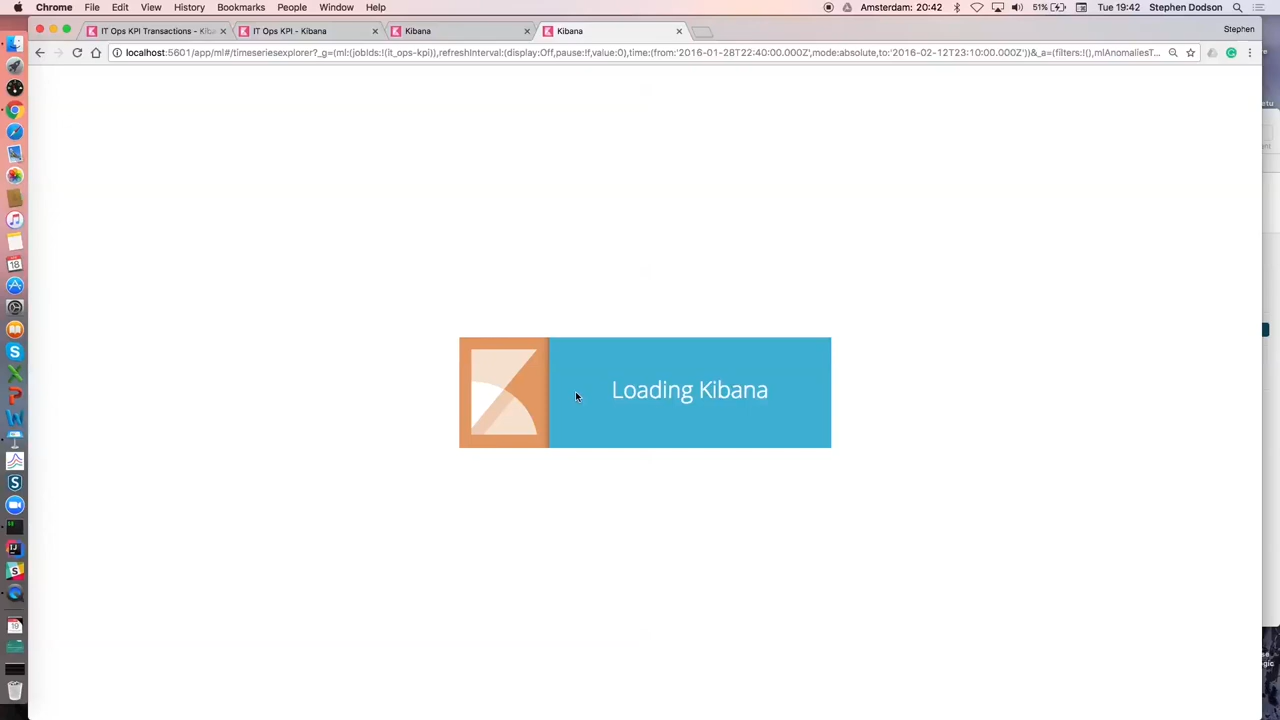 Chrome File Edit View History Bookmarks People Window Help Amsterdam: 20:42 51% Tue 19:42 Stephen Dodson
IT Ops KPI Transactions - Kiba IT Ops KPI - Kibana Kibana Kibana Stephen
localhost:5601/app/ml#/timeseriesexplorer?_g=(ml:(jobIds:!(it_ops-kpi)),refreshInterval:(display:Off,pause:!f,value:0),time:(from:'2016-01-28T22:40:00.000Z',mode:absolute,to:'2016-02-12T23:10:00.000Z'))&_a=(filters:!(),mlAnomaliesT...
Loading Kibana
18
19